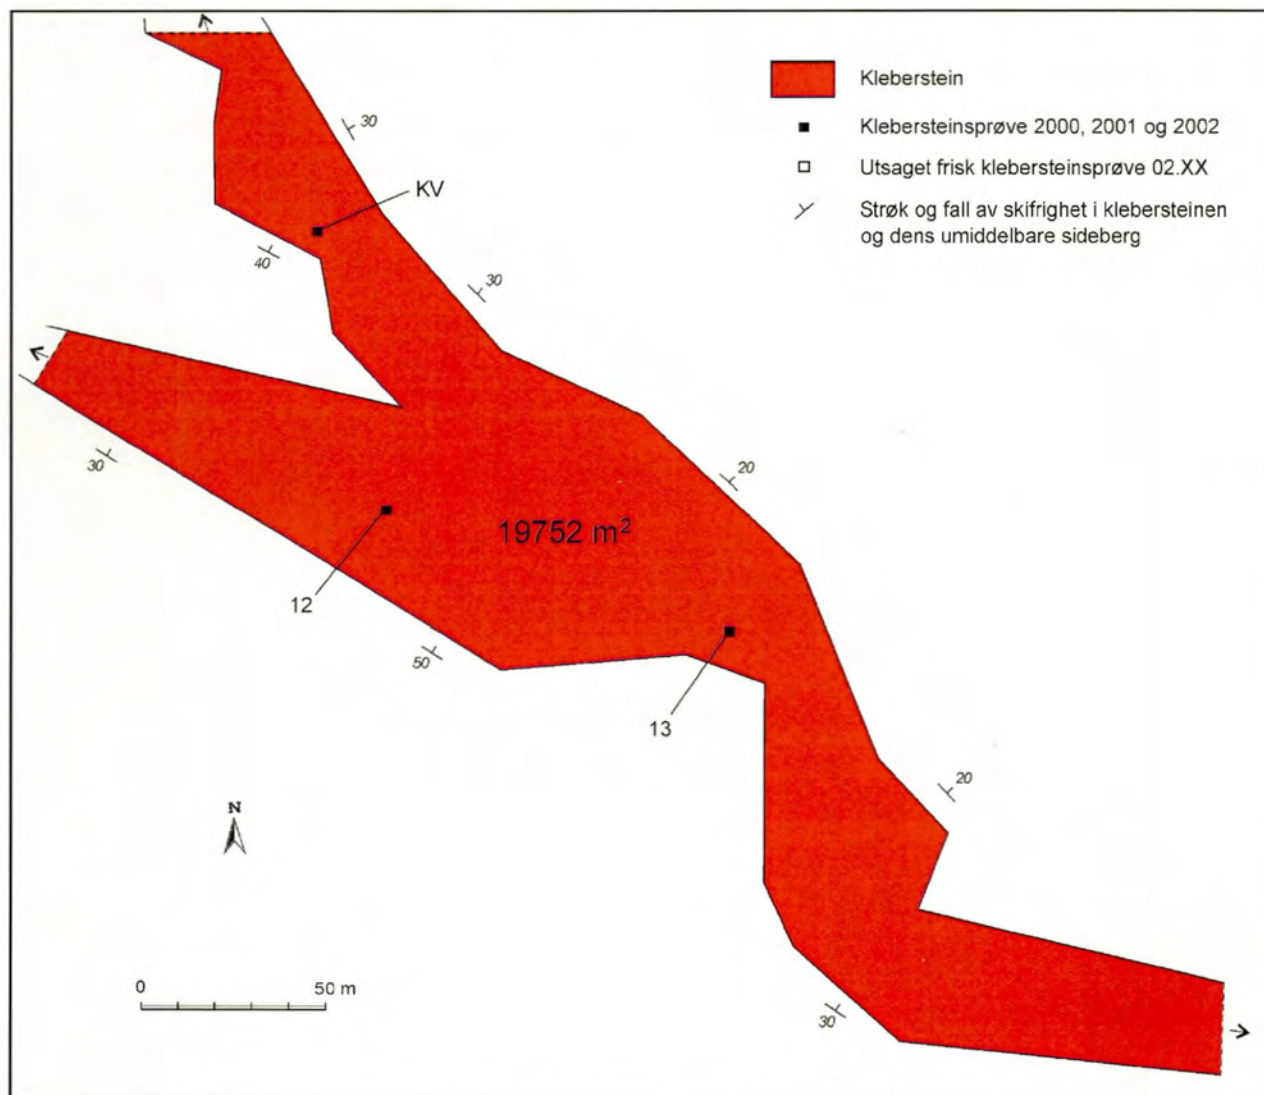 Kleberstein
Klebersteinsprøve 2000, 2001 og 2002
Utsaget frisk klebersteinsprøve 02.XX
Strøk og fall av skifrighet i klebersteinen
og dens umiddelbare sideberg
30
KV
40
30
30
20
19752 m²
12
50
13
20
N
0 50 m
30